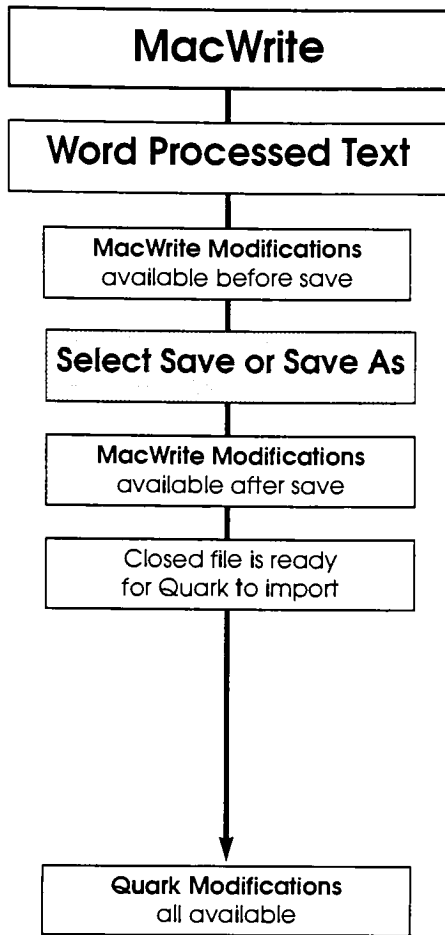 MacWrite
Word Processed Text
MacWrite Modifications
available before save
Select Save or Save As
MacWrite Modifications
available after save
Closed file is ready
for Quark to import
Quark Modifications
all available